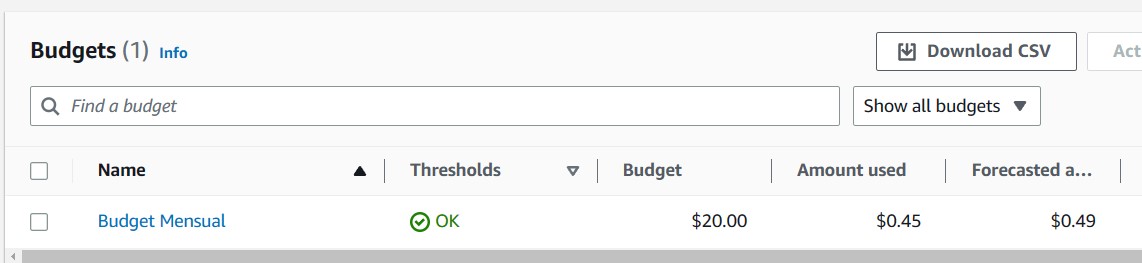 Budgets (1) Info
Download CSV
Act
Find a budget
Show all budgets
Name Thresholds Budget Amount used Forecasted a...
Budget Mensual OK $20.00 $0.45 $0.49